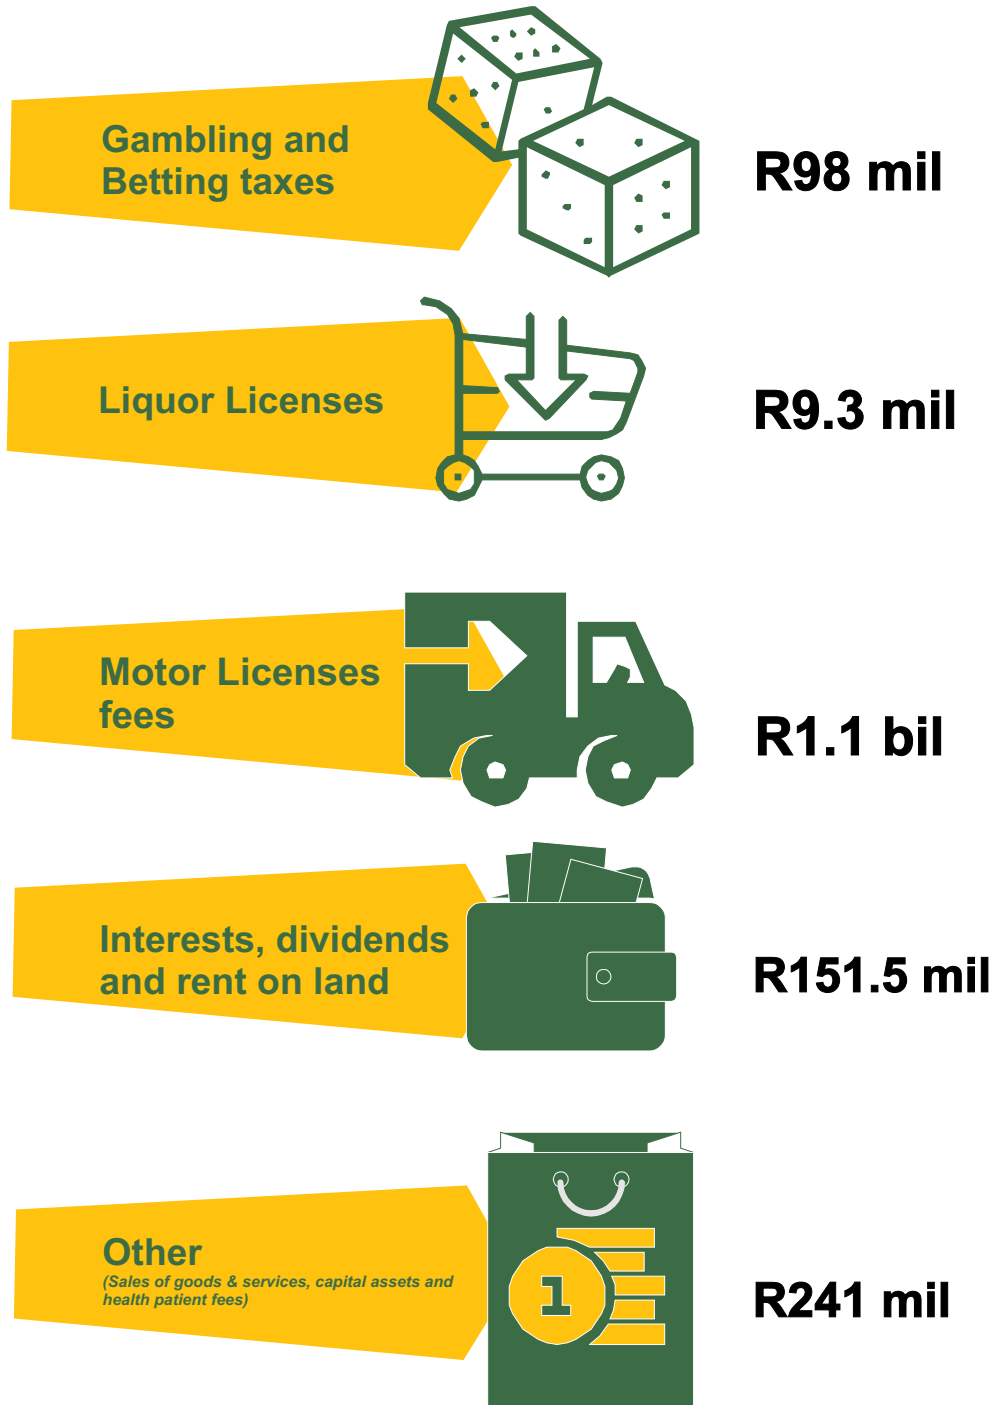 Gambling and
Betting taxes
R98 mil
Liquor Licenses
R9.3 mil
Motor Licenses
fees
R1.1 bil
Interests, dividends
and rent on land
R151.5 mil
Other
(Sales of goods & services, capital assets and
health patient fees)
1
R241 mil